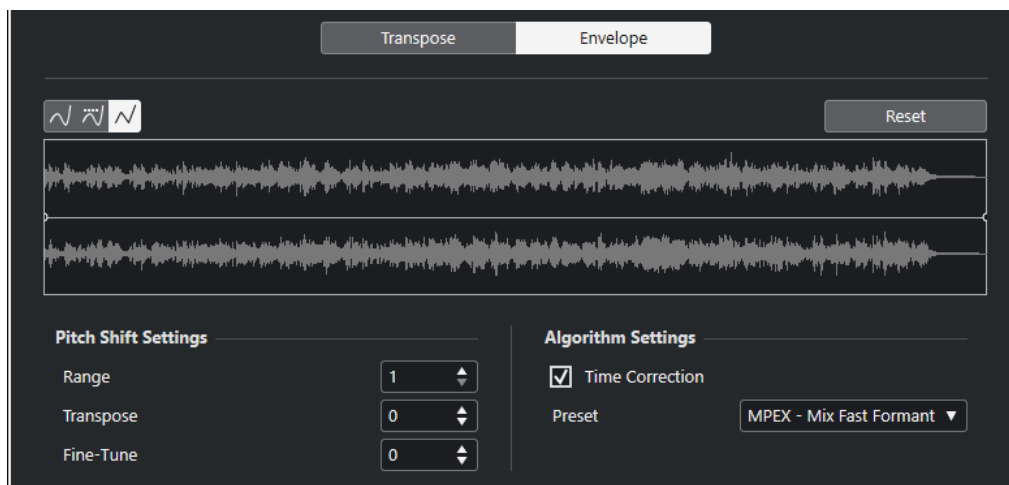 Transpose Envelope
Reset
Pitch Shift Settings
Range 1
Transpose 0
Fine-Tune 0
Algorithm Settings
Time Correction
Preset MPEX - Mix Fast Formant